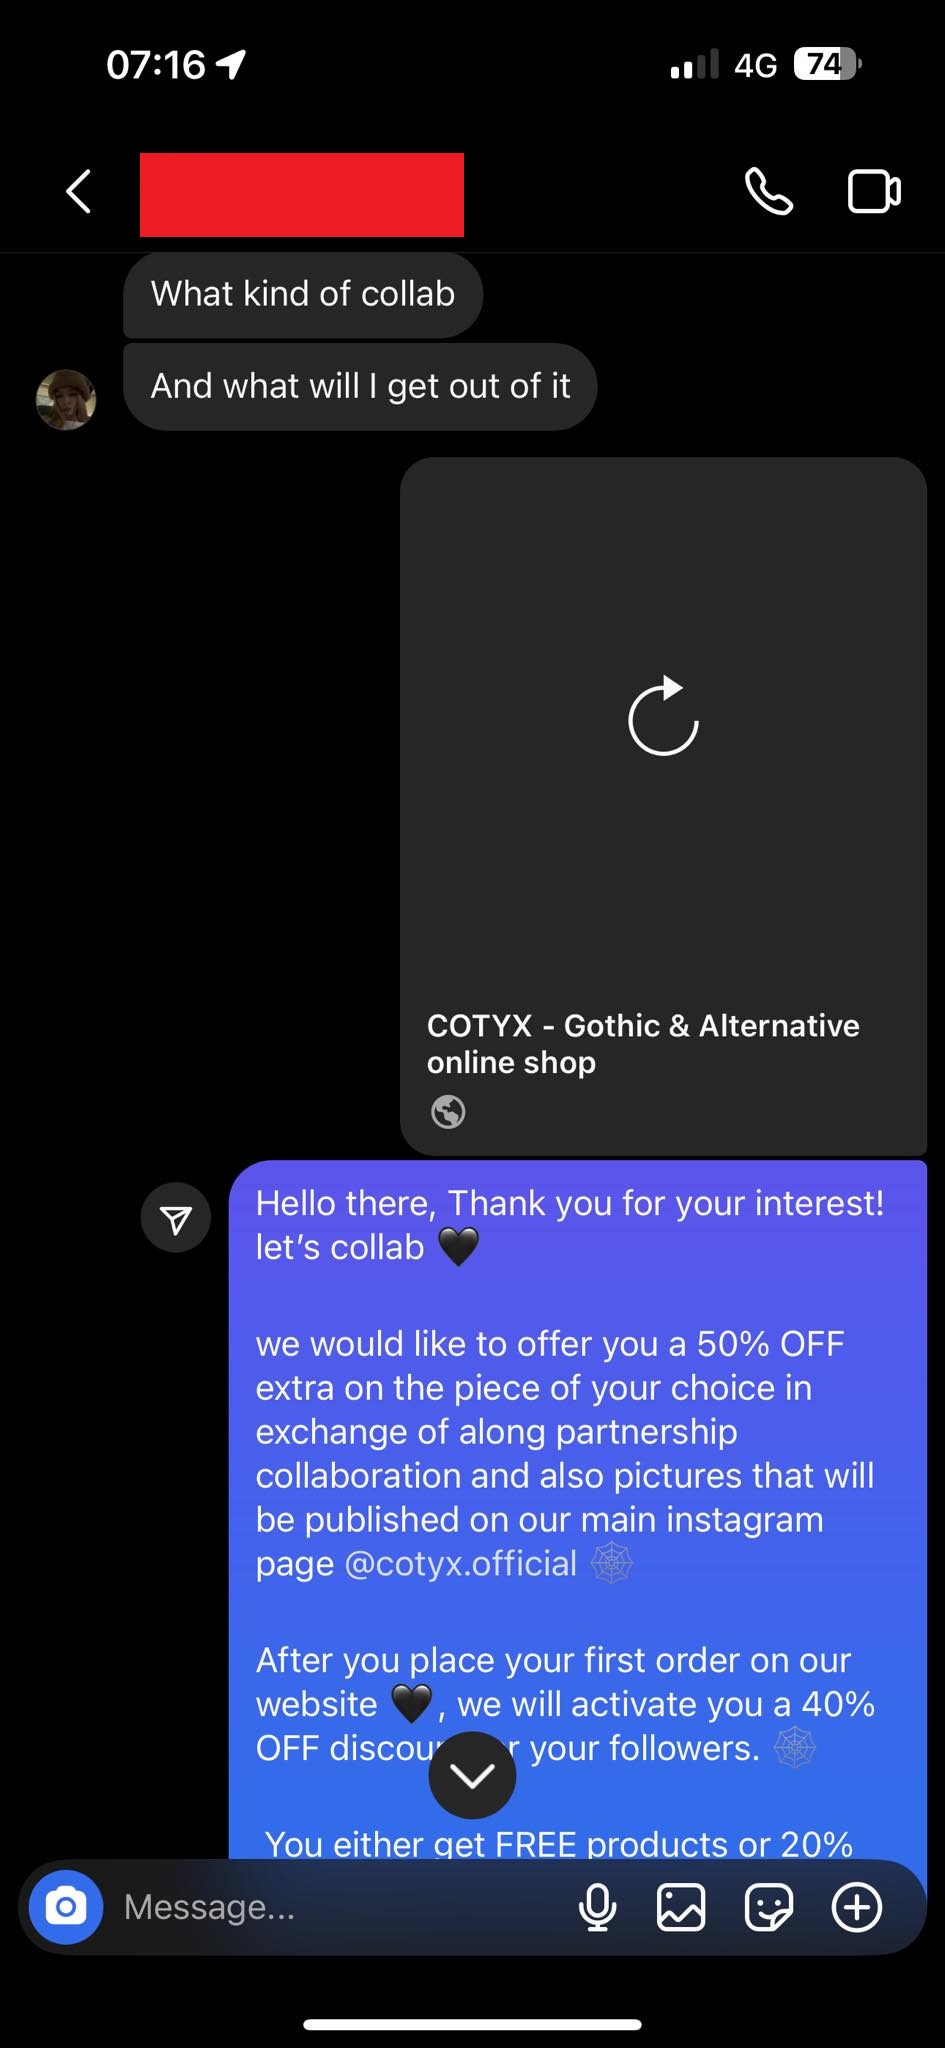 07:16
4G
74
What kind of collab
And what will I get out of it
COTYX - Gothic & Alternative
online shop
Hello there, Thank you for your interest!
let's collab 🖤
we would like to offer you a 50% OFF
extra on the piece of your choice in
exchange of along partnership
collaboration and also pictures that will
be published on our main instagram
page @cotyx.official 🕸
After you place your first order on our
website 🖤, we will activate you a 40%
OFF your followers. 🕸
You either get FREE products or 20%
Message...